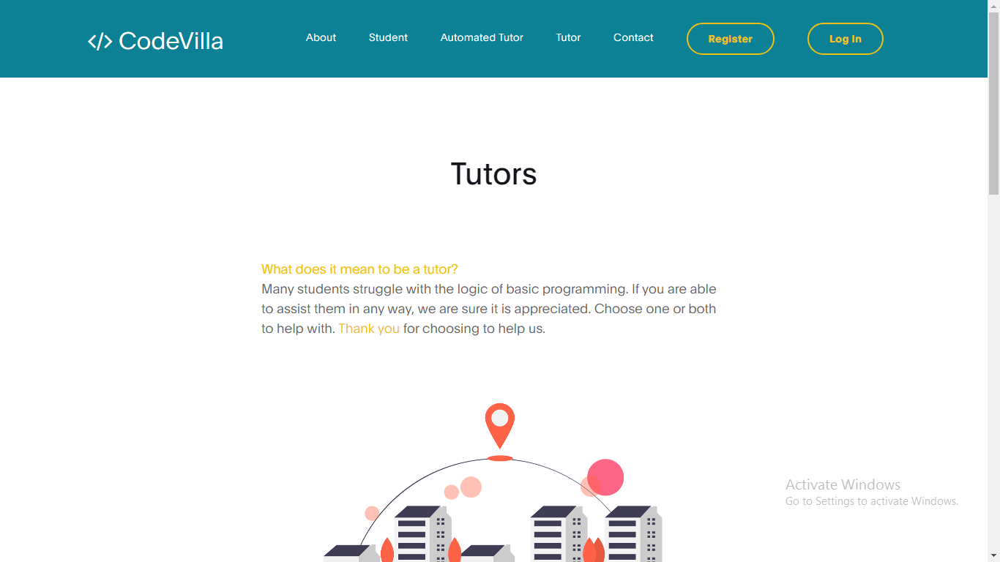 </> CodeVilla
About
Student
Automated Tutor
Tutor
Contact
Register
Log In
Tutors
What does it mean to be a tutor?
Many students struggle with the logic of basic programming. If you are able
to assist them in any way, we are sure it is appreciated. Choose one or both
to help with. Thank you for choosing to help us.
Activate Windows
Go to Settings to activate Windows.